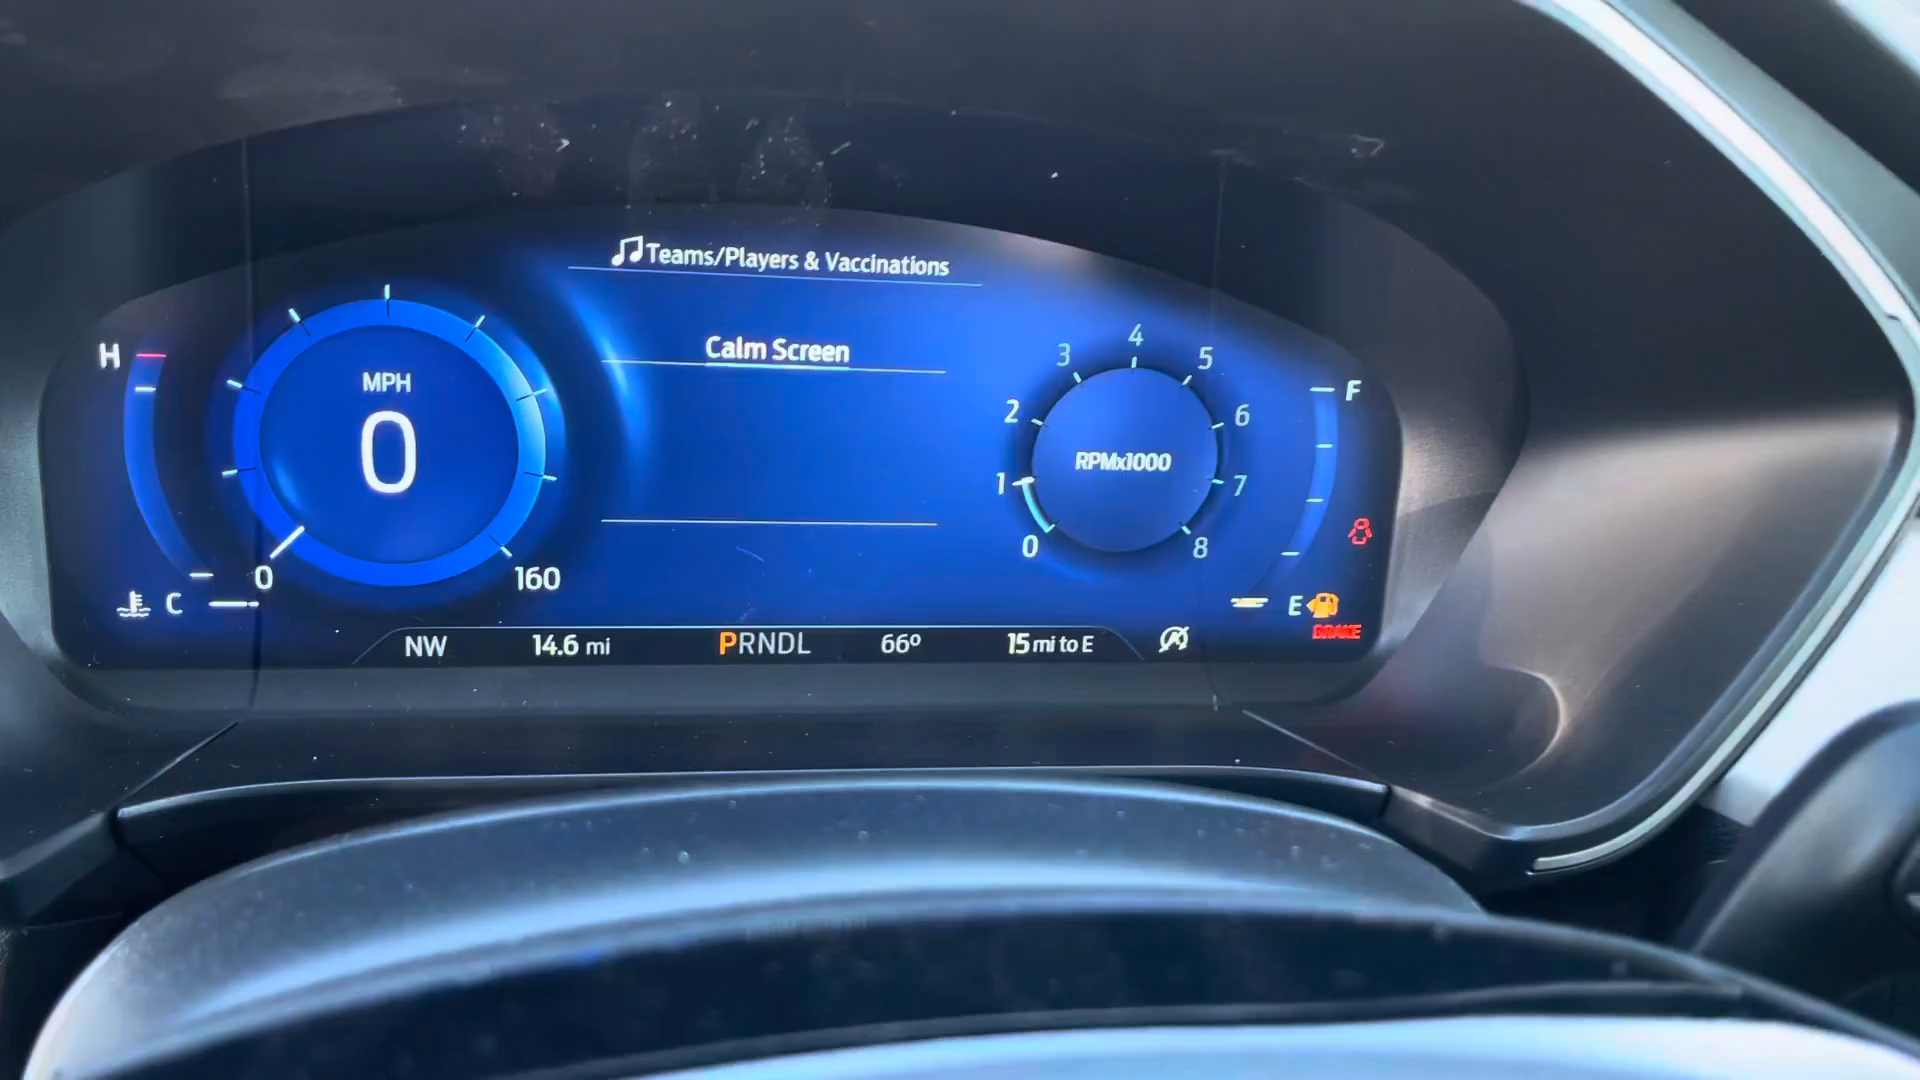 Teams/Players & Vaccinations
Calm Screen
H
C
MPH
0
0
160
RPMx1000
0
1
2
3
4
5
6
7
8
F
E
BRAKE
NW
14.6 mi
PRNDL
66º
15 mi to E